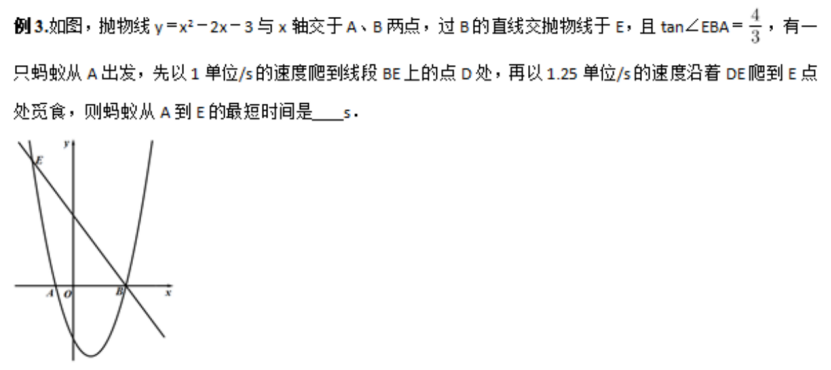 例3.如图，抛物线 y＝x²－2x－3 与 x 轴交于 A、B 两点，过 B 的直线交抛物线于 E，且 tan∠EBA＝4/3，有一
只蚂蚁从 A 出发，先以 1 单位/s 的速度爬到线段 BE 上的点 D 处，再以 1.25 单位/s 的速度沿着 DE 爬到 E 点
处觅食，则蚂蚁从 A 到 E 的最短时间是____s．
y
E
A O B x